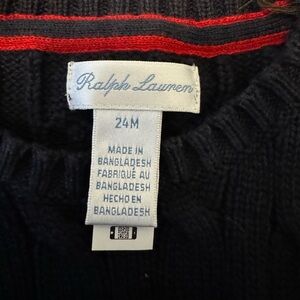 Ralph Lauren
24M
MADE IN
BANGLADESH
FABRIQUÉ AU
BANGLADESH
HECHO EN
BANGLADESH